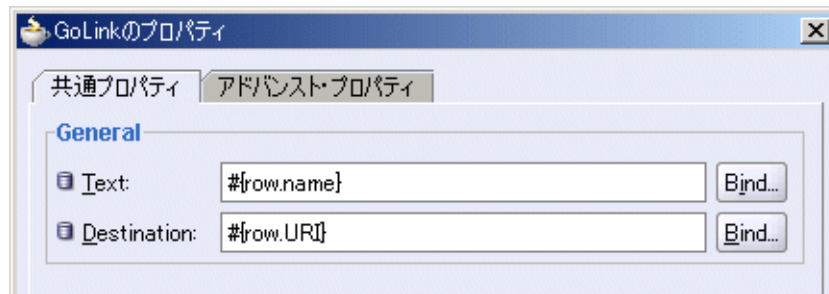 GoLinkのプロパティ
共通プロパティ アドバンスト・プロパティ
General
Text: #{row.name} Bind...
Destination: #{row.URI} Bind...